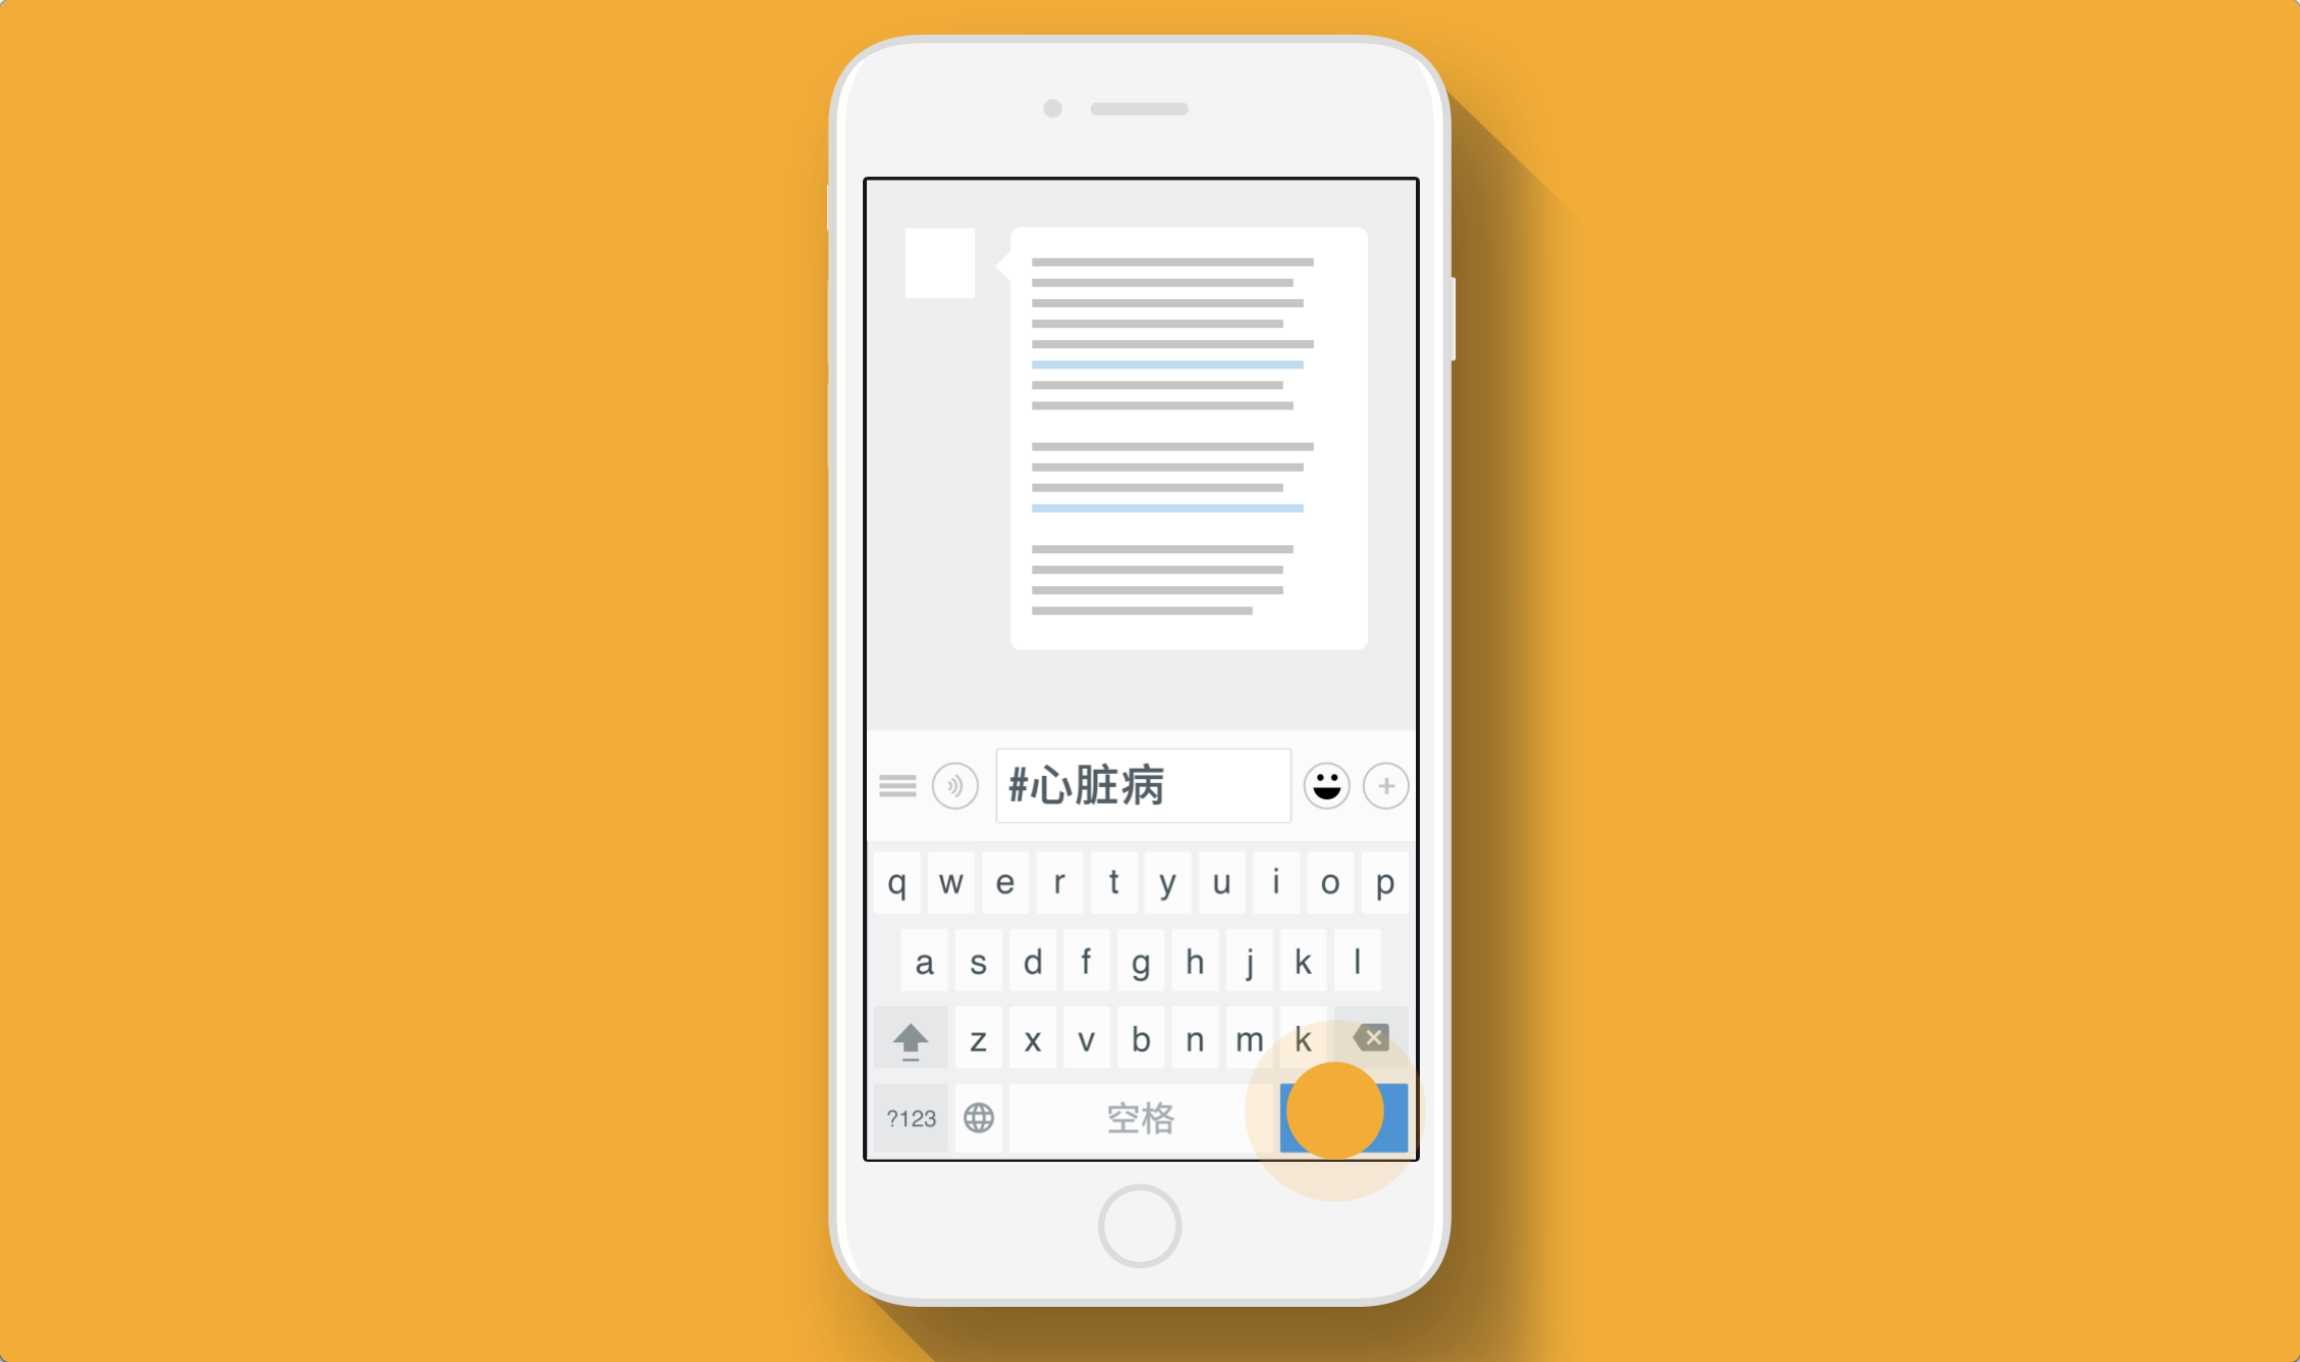 #心脏病
q w e r t y u i o p
a s d f g h j k l
z x v b n m k
?123 空格